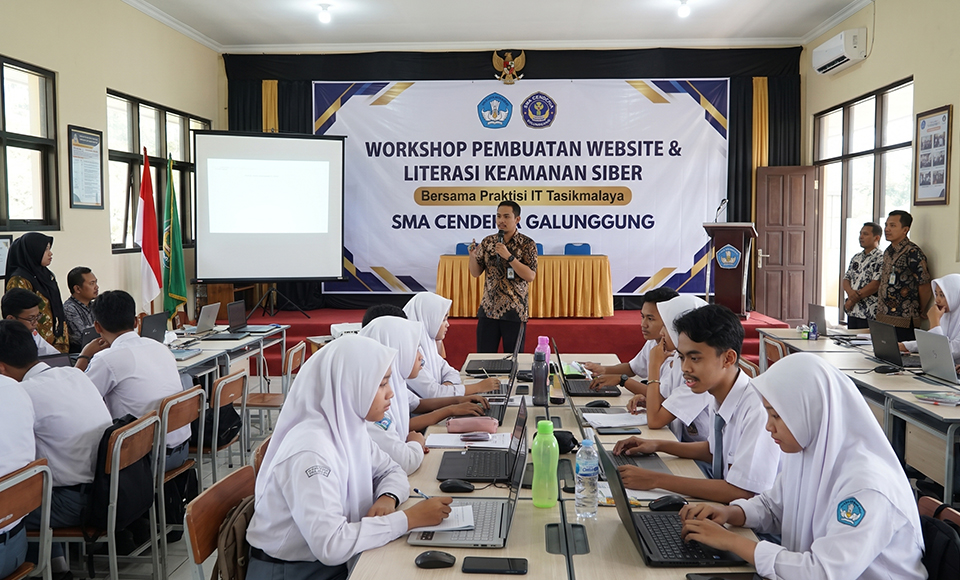 WORKSHOP PEMBUATAN WEBSITE &
LITERASI KEAMANAN SIBER
Bersama Praktisi IT Tasikmalaya
SMA CENDEKIA GALUNGGUNG